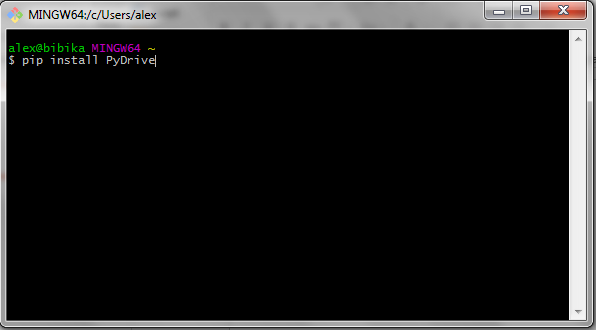 MINGW64:/c/Users/alex
alex@bibika MINGW64 ~
$ pip install PyDrive